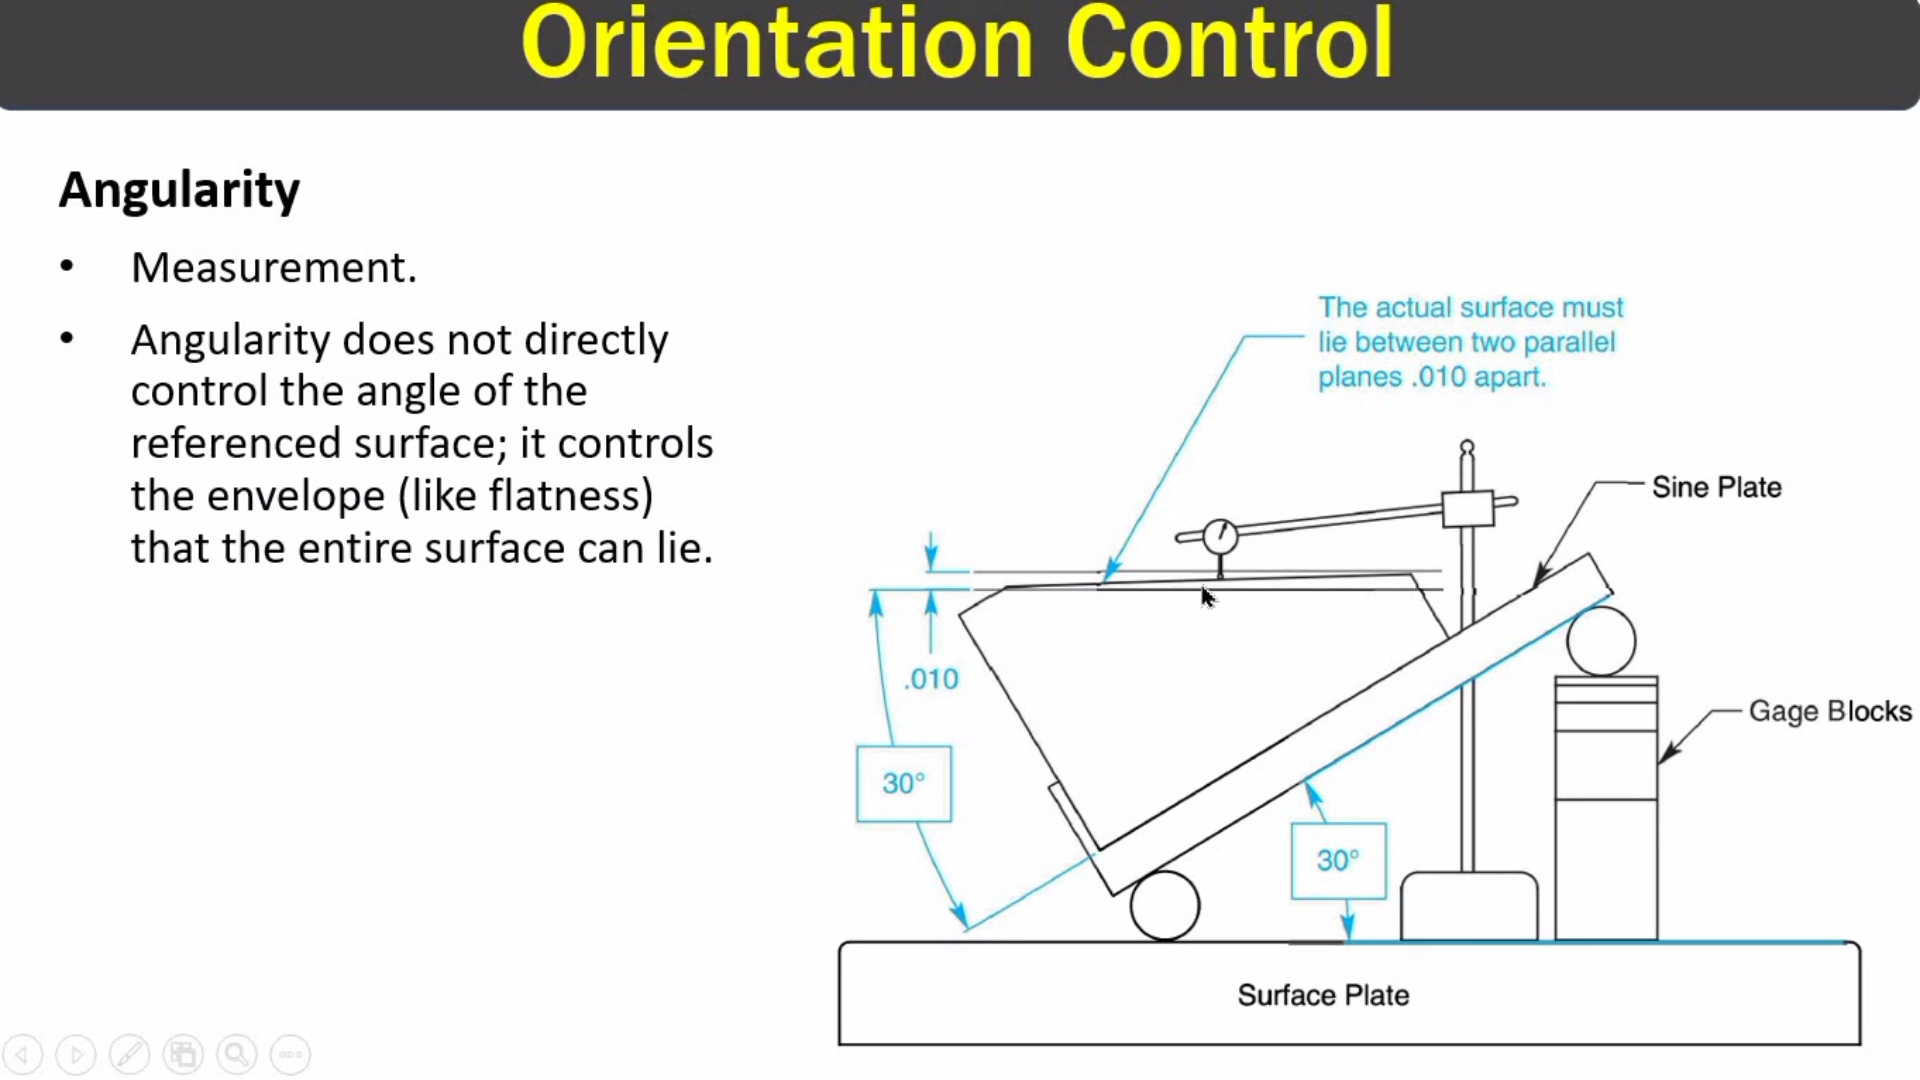 Orientation Control
Angularity
• Measurement.
• Angularity does not directly
control the angle of the
referenced surface; it controls
the envelope (like flatness)
that the entire surface can lie.
The actual surface must
lie between two parallel
planes .010 apart.
Sine Plate
.010
Gage Blocks
30°
30°
Surface Plate